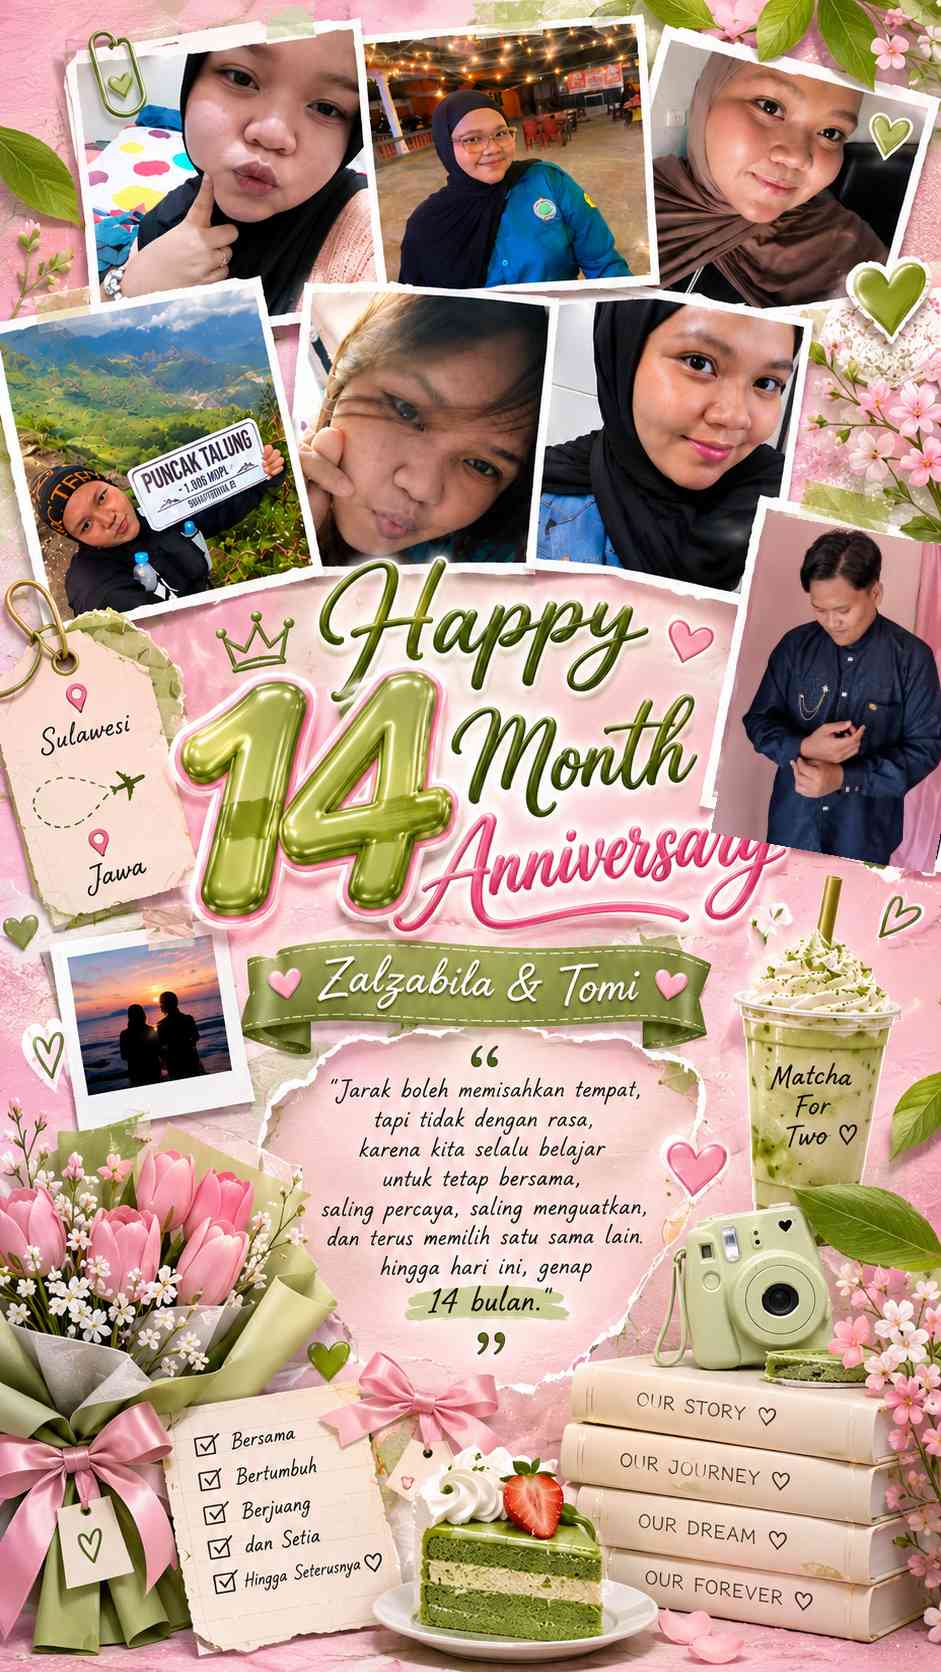 PUNCAK TALUNG
Happy
14 Month
Anniversary
Sulawesi
Jawa
Zalzabila & Tomi
“
"Jarak boleh memisahkan tempat,
tapi tidak dengan rasa,
karena kita selalu belajar
untuk tetap bersama,
saling percaya, saling menguatkan,
dan terus memilih satu sama lain.
hingga hari ini, genap
14 bulan."
”
Matcha
For
Two ♡
Bersama
Bertumbuh
Berjuang
dan Setia
Hingga Seterusnya ♡
OUR STORY ♡
OUR JOURNEY ♡
OUR DREAM ♡
OUR FOREVER ♡